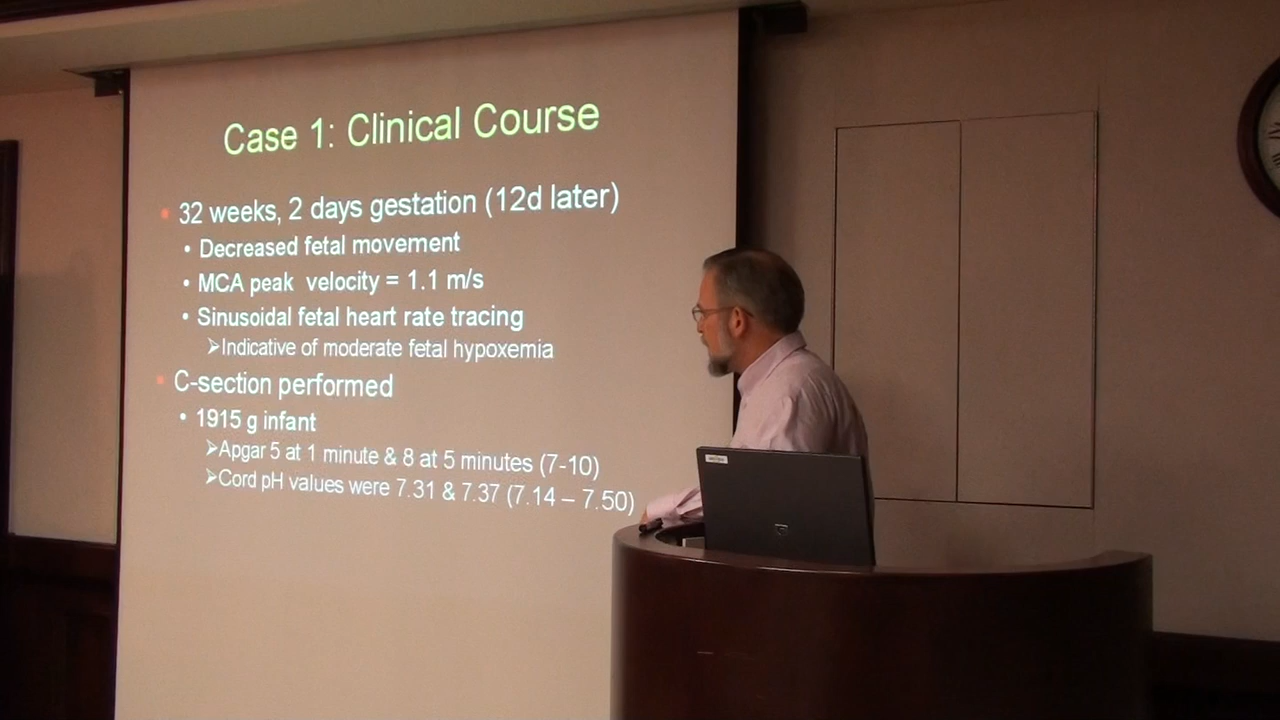 Case 1: Clinical Course
32 weeks, 2 days gestation (12d later)
Decreased fetal movement
MCA peak velocity = 1.1 m/s
Sinusoidal fetal heart rate tracing
Indicative of moderate fetal hypoxemia
C-section performed
1915 g infant
Apgar 5 at 1 minute & 8 at 5 minutes (7-10)
Cord pH values were 7.31 & 7.37 (7.14 – 7.50)